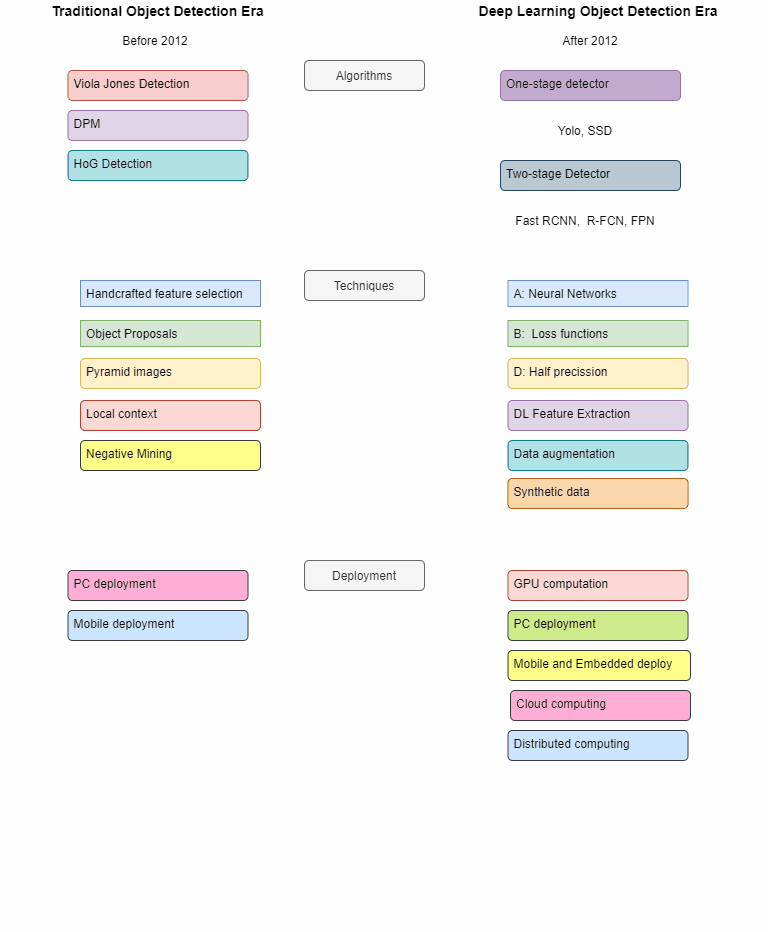 Traditional Object Detection Era
Deep Learning Object Detection Era
Before 2012
After 2012
Algorithms
Viola Jones Detection
One-stage detector
DPM
Yolo, SSD
HoG Detection
Two-stage Detector
Fast RCNN,  R-FCN, FPN
Techniques
Handcrafted feature selection
A: Neural Networks
Object Proposals
B:  Loss functions
Pyramid images
D: Half precission
Local context
DL Feature Extraction
Negative Mining
Data augmentation
Synthetic data
Deployment
PC deployment
GPU computation
Mobile deployment
PC deployment
Mobile and Embedded deploy
Cloud computing
Distributed computing